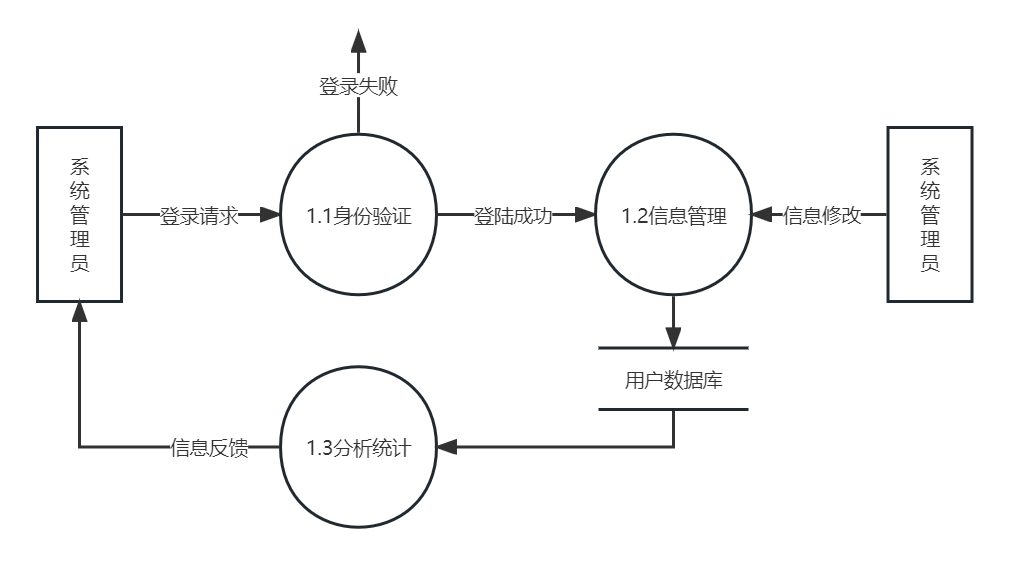 登录失败
系统管理员
登录请求
1.1身份验证
登陆成功
1.2信息管理
信息修改
系统管理员
用户数据库
信息反馈
1.3分析统计